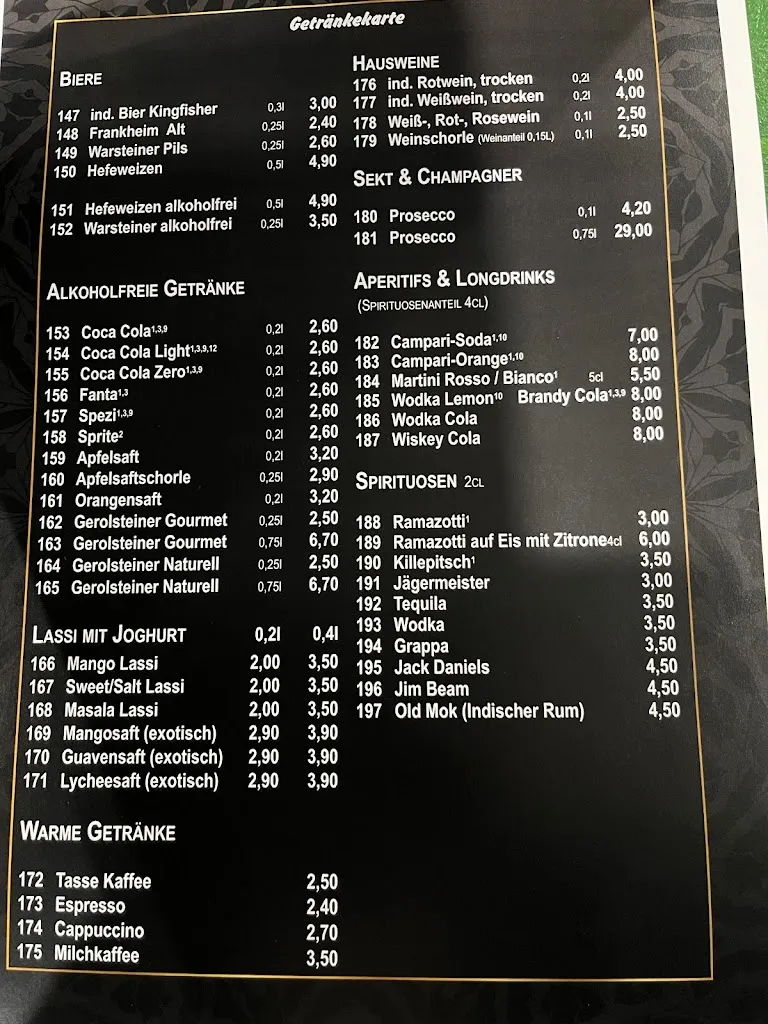 Getränkekarte
BIERE
147 ind. Bier Kingfisher 0,3l 3,00
148 Frankheim Alt 0,25l 2,40
149 Warsteiner Pils 0,25l 2,60
150 Hefeweizen 0,5l 4,90
151 Hefeweizen alkoholfrei 0,5l 4,90
152 Warsteiner alkoholfrei 0,25l 3,50
ALKOHOLFREIE GETRÄNKE
153 Coca Cola1,3,9 0,2l 2,60
154 Coca Cola Light1,3,9,12 0,2l 2,60
155 Coca Cola Zero1,3,9 0,2l 2,60
156 Fanta1,3 0,2l 2,60
157 Spezi1,3,9 0,2l 2,60
158 Sprite2 0,2l 2,60
159 Apfelsaft 0,2l 3,20
160 Apfelsaftschorle 0,25l 2,90
161 Orangensaft 0,2l 3,20
162 Gerolsteiner Gourmet 0,25l 2,50
163 Gerolsteiner Gourmet 0,75l 6,70
164 Gerolsteiner Naturell 0,25l 2,50
165 Gerolsteiner Naturell 0,75l 6,70
LASSI MIT JOGHURT 0,2l 0,4l
166 Mango Lassi 2,00 3,50
167 Sweet/Salt Lassi 2,00 3,50
168 Masala Lassi 2,00 3,50
169 Mangosaft (exotisch) 2,90 3,90
170 Guavensaft (exotisch) 2,90 3,90
171 Lycheesaft (exotisch) 2,90 3,90
WARME GETRÄNKE
172 Tasse Kaffee 2,50
173 Espresso 2,40
174 Cappuccino 2,70
175 Milchkaffee 3,50
HAUSWEINE
176 ind. Rotwein, trocken 0,2l 4,00
177 ind. Weißwein, trocken 0,2l 4,00
178 Weiß-, Rot-, Rosewein 0,1l 2,50
179 Weinschorle (Weinanteil 0,15L) 0,1l 2,50
SEKT & CHAMPAGNER
180 Prosecco 0,1l 4,20
181 Prosecco 0,75l 29,00
APERITIFS & LONGDRINKS
(SPIRITUOSENANTEIL 4CL)
182 Campari-Soda1,10 7,00
183 Campari-Orange1,10 8,00
184 Martini Rosso / Bianco1 5cl 5,50
185 Wodka Lemon10 Brandy Cola1,3,9 8,00
186 Wodka Cola 8,00
187 Wiskey Cola 8,00
SPIRITUOSEN 2CL
188 Ramazotti1 3,00
189 Ramazotti auf Eis mit Zitrone4cl 6,00
190 Killepitsch1 3,50
191 Jägermeister 3,00
192 Tequila 3,50
193 Wodka 3,50
194 Grappa 3,50
195 Jack Daniels 4,50
196 Jim Beam 4,50
197 Old Mok (Indischer Rum) 4,50